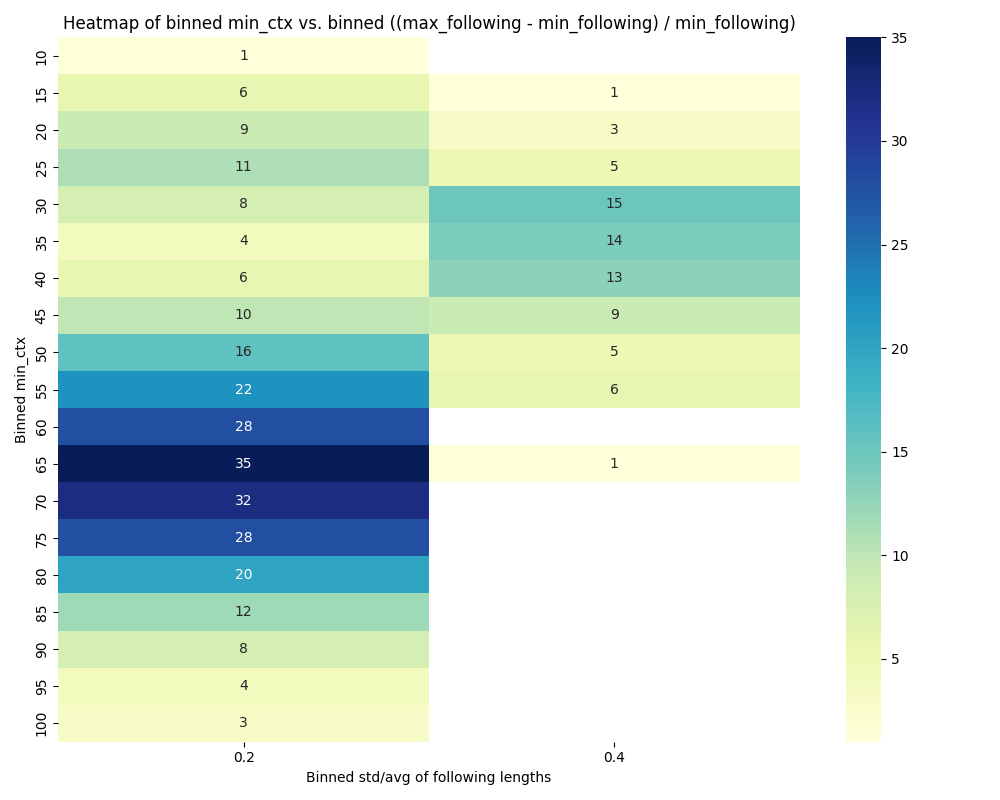 Heatmap of binned min_ctx vs. binned ((max_following - min_following) / min_following)
Binned min_ctx
10 1
15 6 1
20 9 3
25 11 5
30 8 15
35 4 14
40 6 13
45 10 9
50 16 5
55 22 6
60 28
65 35 1
70 32
75 28
80 20
85 12
90 8
95 4
100 3
0.2 0.4
Binned std/avg of following lengths
35
30
25
20
15
10
5